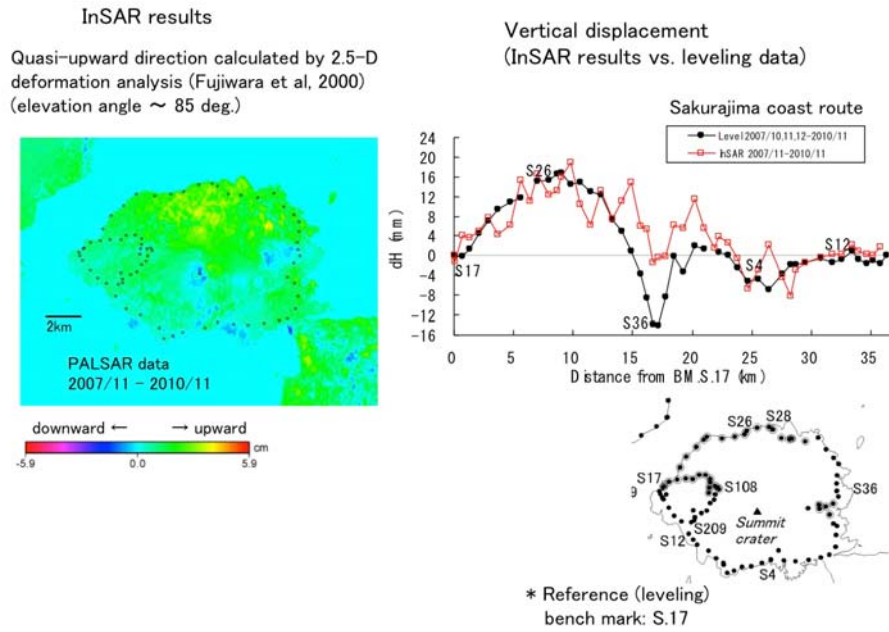 InSAR results
Quasi-upward direction calculated by 2.5-D
deformation analysis (Fujiwara et al, 2000)
(elevation angle ~ 85 deg.)
2km
PALSAR data
2007/11 - 2010/11
downward ← → upward
cm
-5.9 0.0 5.9
Vertical displacement
(InSAR results vs. leveling data)
Sakurajima coast route
Level 2007/10,11,12-2010/11
InSAR 2007/11-2010/11
dH (mm)
24
20
16
12
8
4
0
-4
-8
-12
-16
S17
S26
S36
S4
S12
0 5 10 15 20 25 30 35
Distance from BM.S.17 (km)
S26
S28
S17
9
S108
S36
S209
Summit
crater
S12
S4
* Reference (leveling)
bench mark: S.17